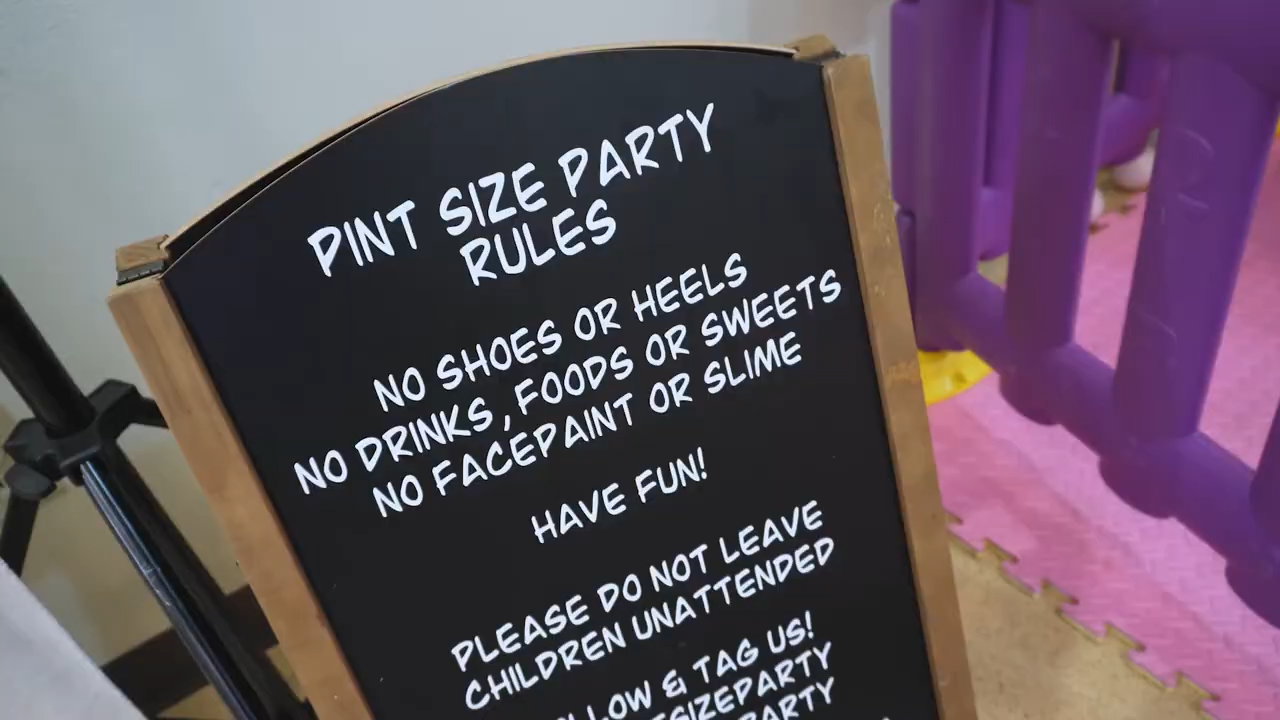 PINT SIZE PARTY
RULES
NO SHOES OR HEELS
NO DRINKS, FOODS OR SWEETS
NO FACEPAINT OR SLIME
HAVE FUN!
PLEASE DO NOT LEAVE
CHILDREN UNATTENDED
& TAG US!